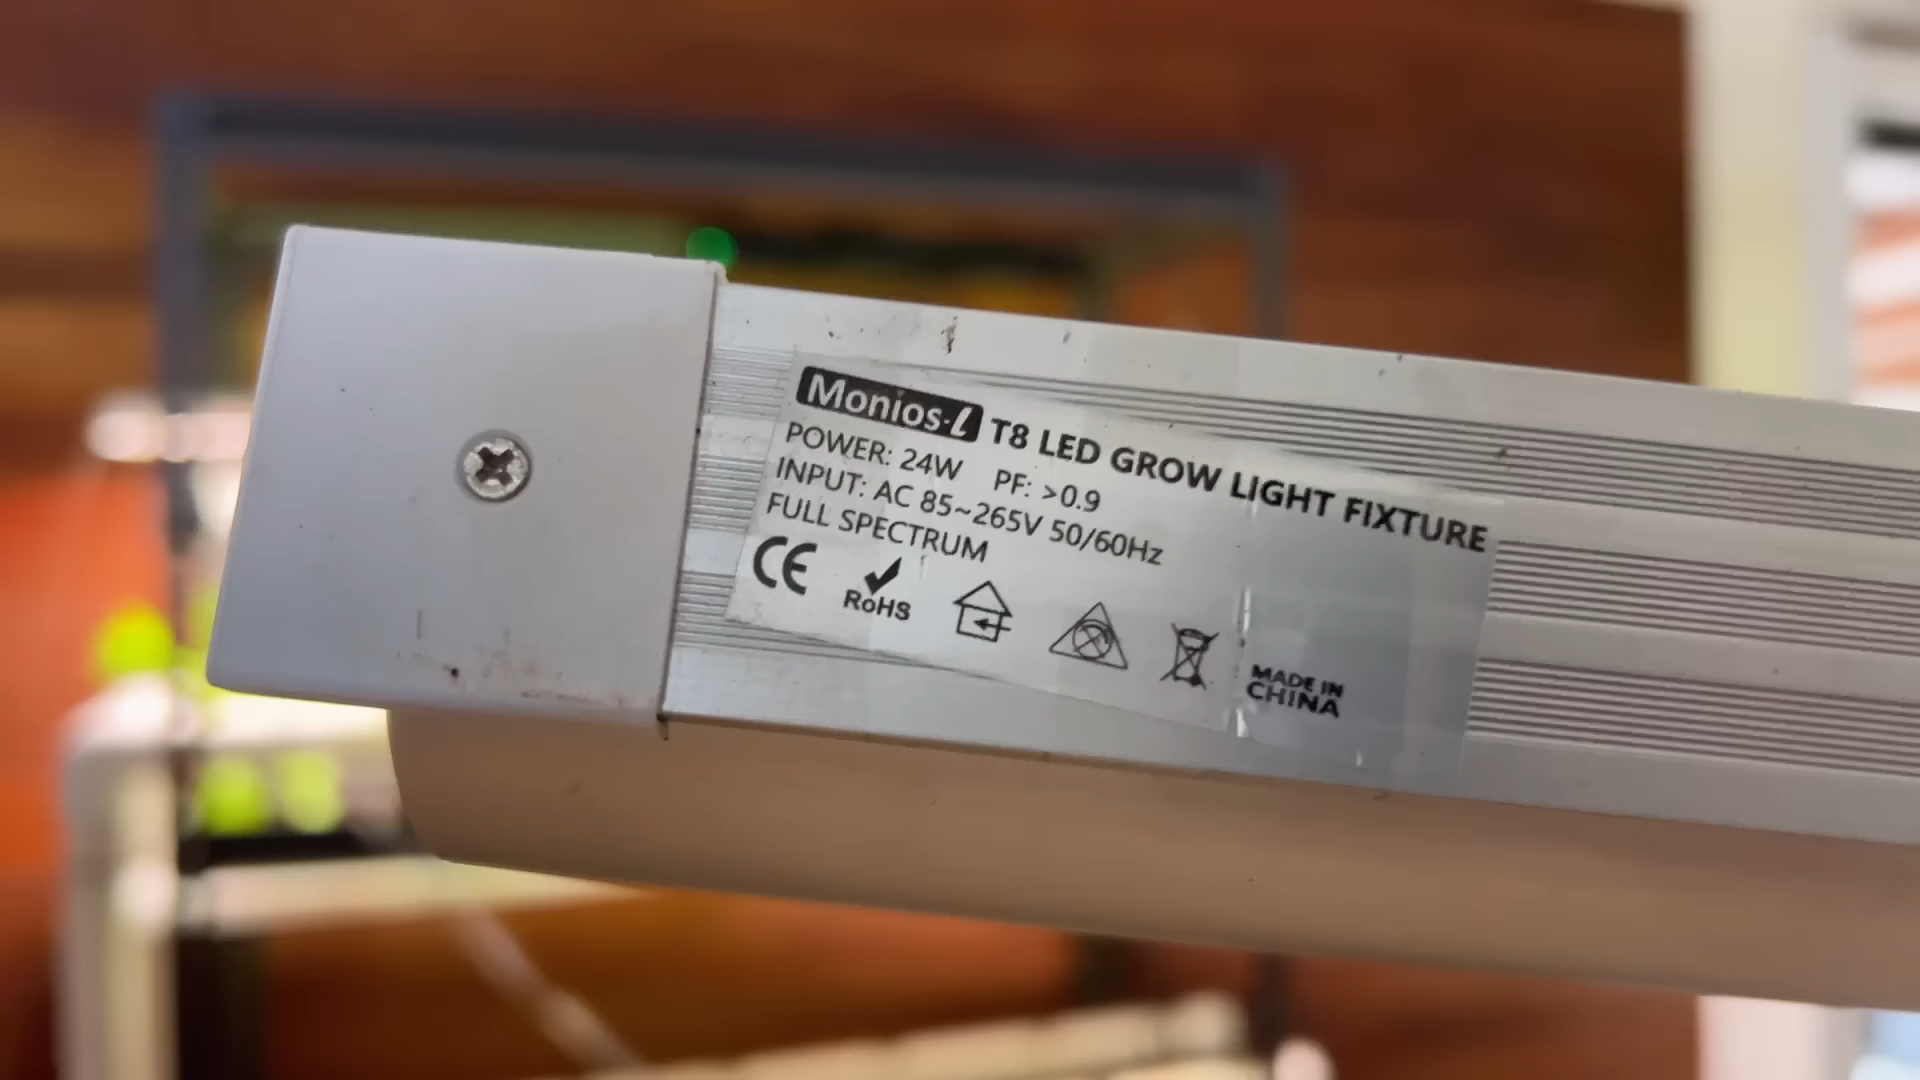 Monios-L T8 LED GROW LIGHT FIXTURE
POWER: 24W PF: >0.9
INPUT: AC 85~265V 50/60Hz
FULL SPECTRUM
CE RoHS
MADE IN
CHINA